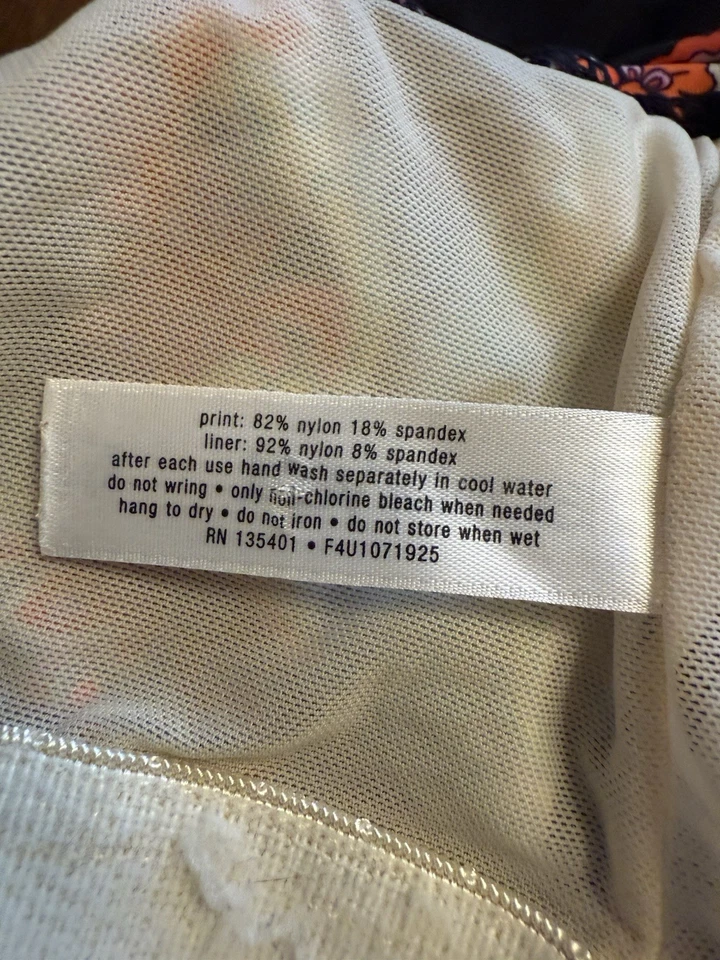 print: 82% nylon 18% spandex
liner: 92% nylon 8% spandex
after each use hand wash separately in cool water
do not wring • only non-chlorine bleach when needed
hang to dry • do not iron • do not store when wet
RN 135401 • F4U1071925